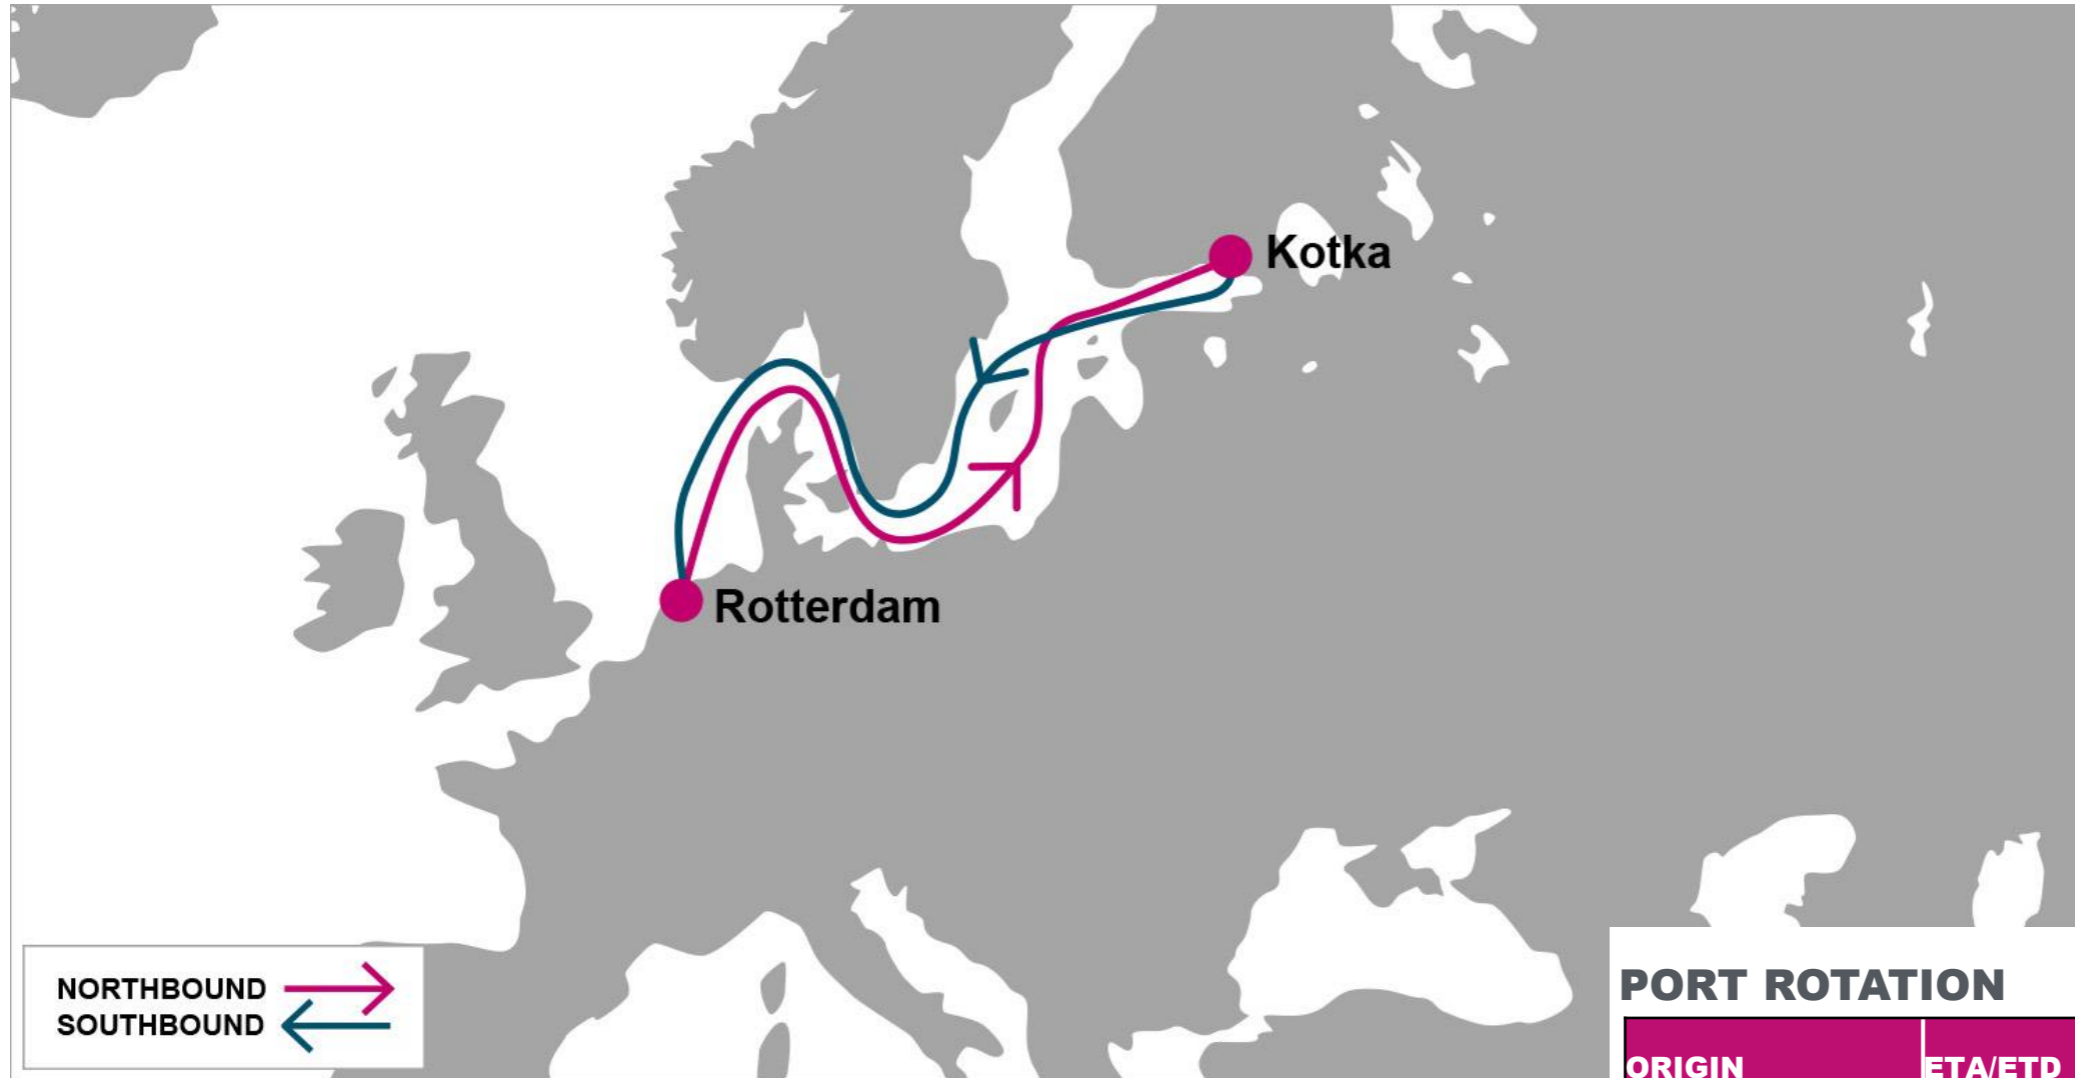 Kotka
Rotterdam
NORTHBOUND
SOUTHBOUND
PORT ROTATION
ORIGIN ETA/ETD